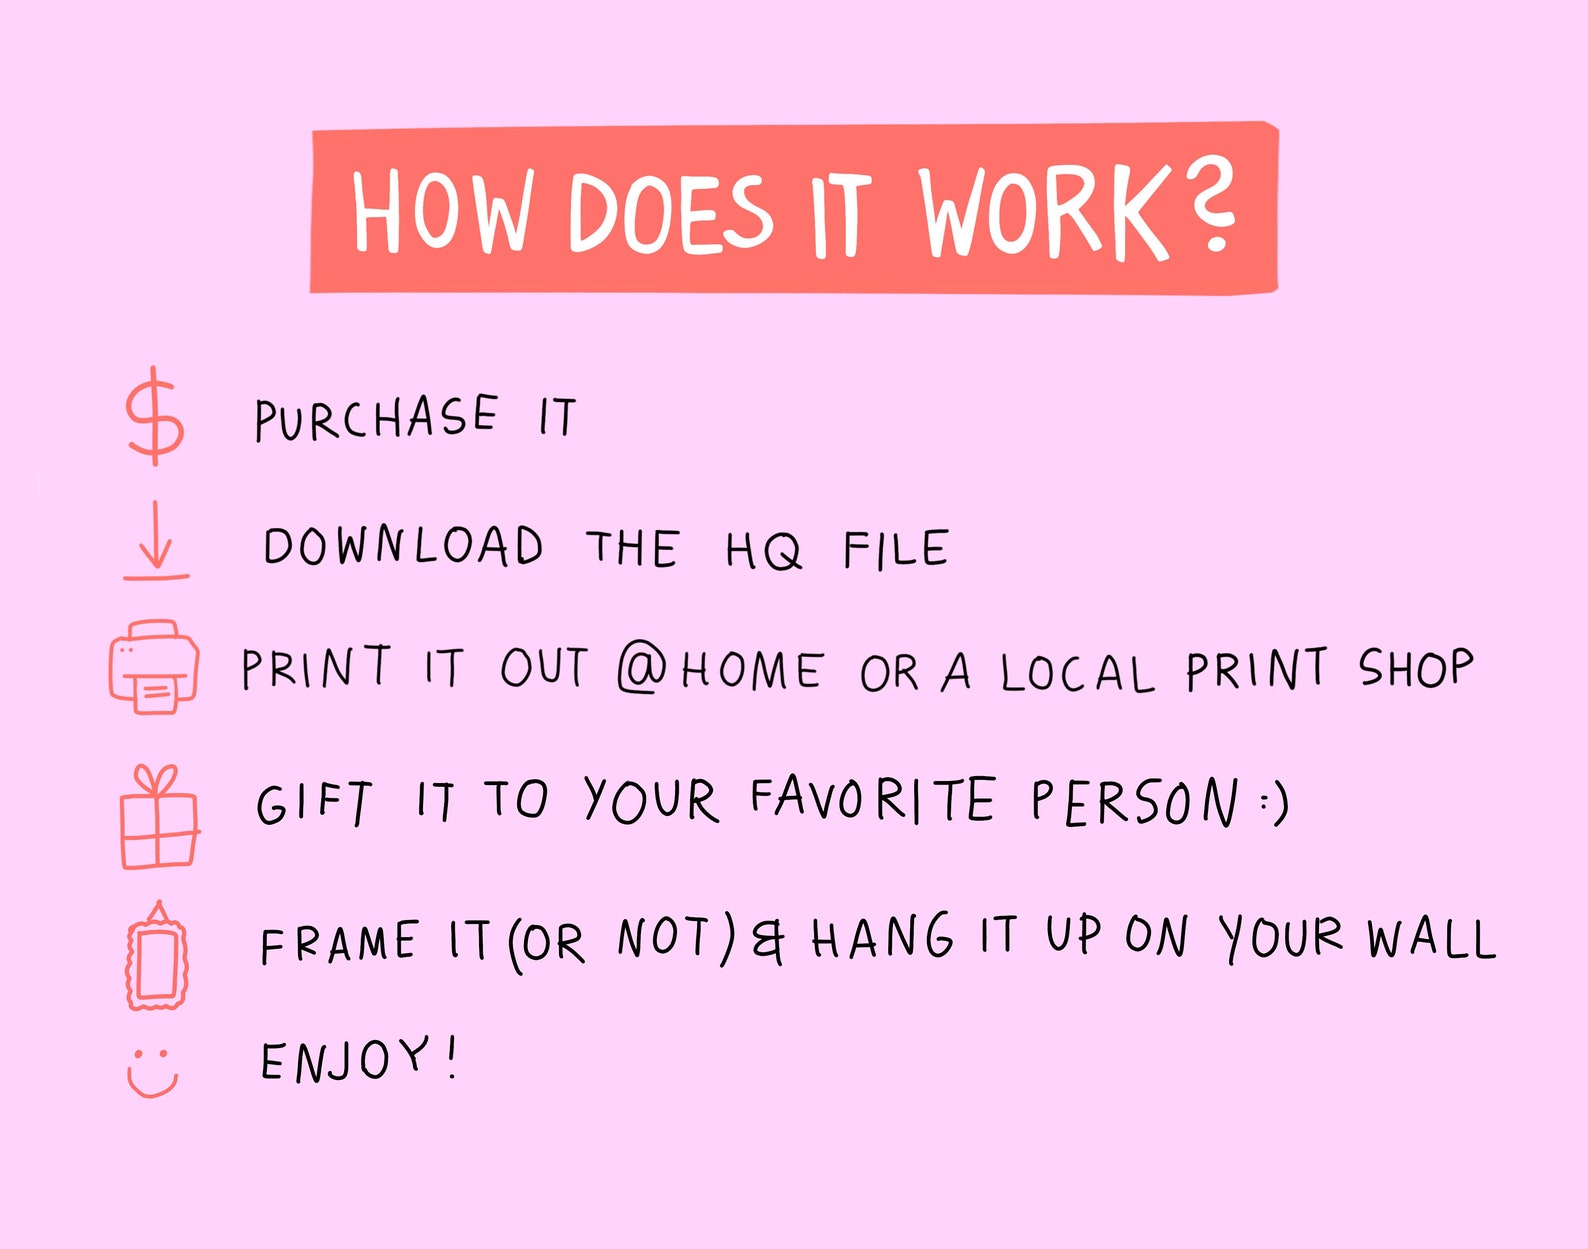 HOW DOES IT WORK?
$ PURCHASE IT
DOWNLOAD THE HQ FILE
PRINT IT OUT @HOME OR A LOCAL PRINT SHOP
GIFT IT TO YOUR FAVORITE PERSON :)
FRAME IT (OR NOT) & HANG IT UP ON YOUR WALL
ENJOY!